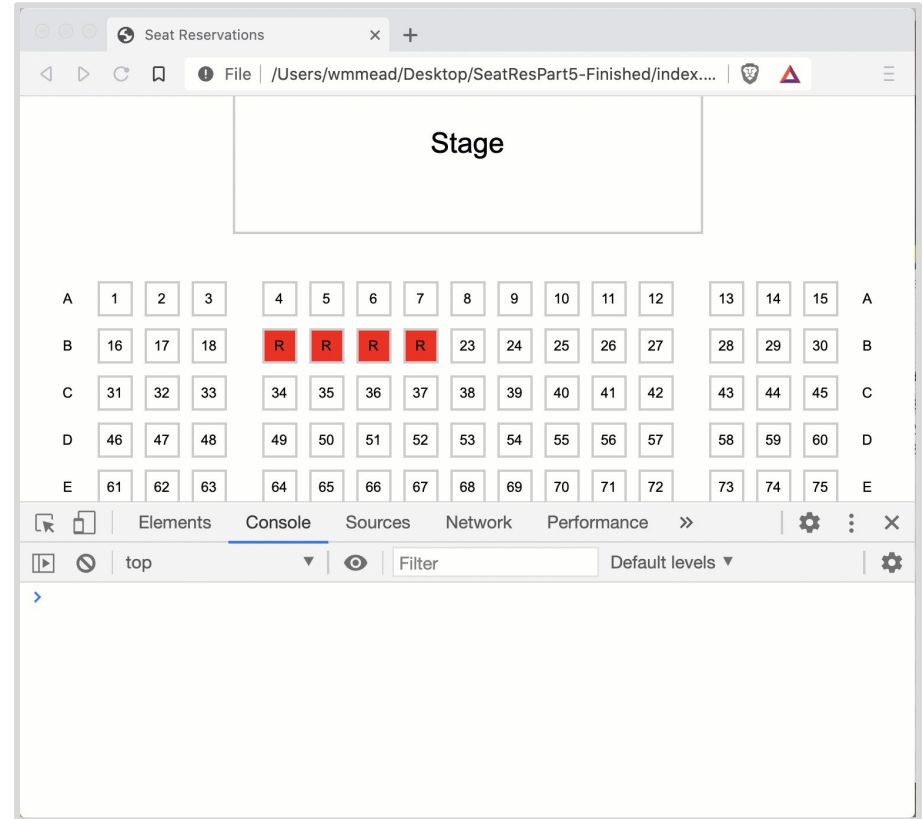 Seat Reservations
File /Users/wmmead/Desktop/SeatResPart5-Finished/index....
Stage
A 1 2 3 4 5 6 7 8 9 10 11 12 13 14 15 A
B 16 17 18 R R R R 23 24 25 26 27 28 29 30 B
C 31 32 33 34 35 36 37 38 39 40 41 42 43 44 45 C
D 46 47 48 49 50 51 52 53 54 55 56 57 58 59 60 D
E 61 62 63 64 65 66 67 68 69 70 71 72 73 74 75 E
Elements Console Sources Network Performance
top Filter Default levels